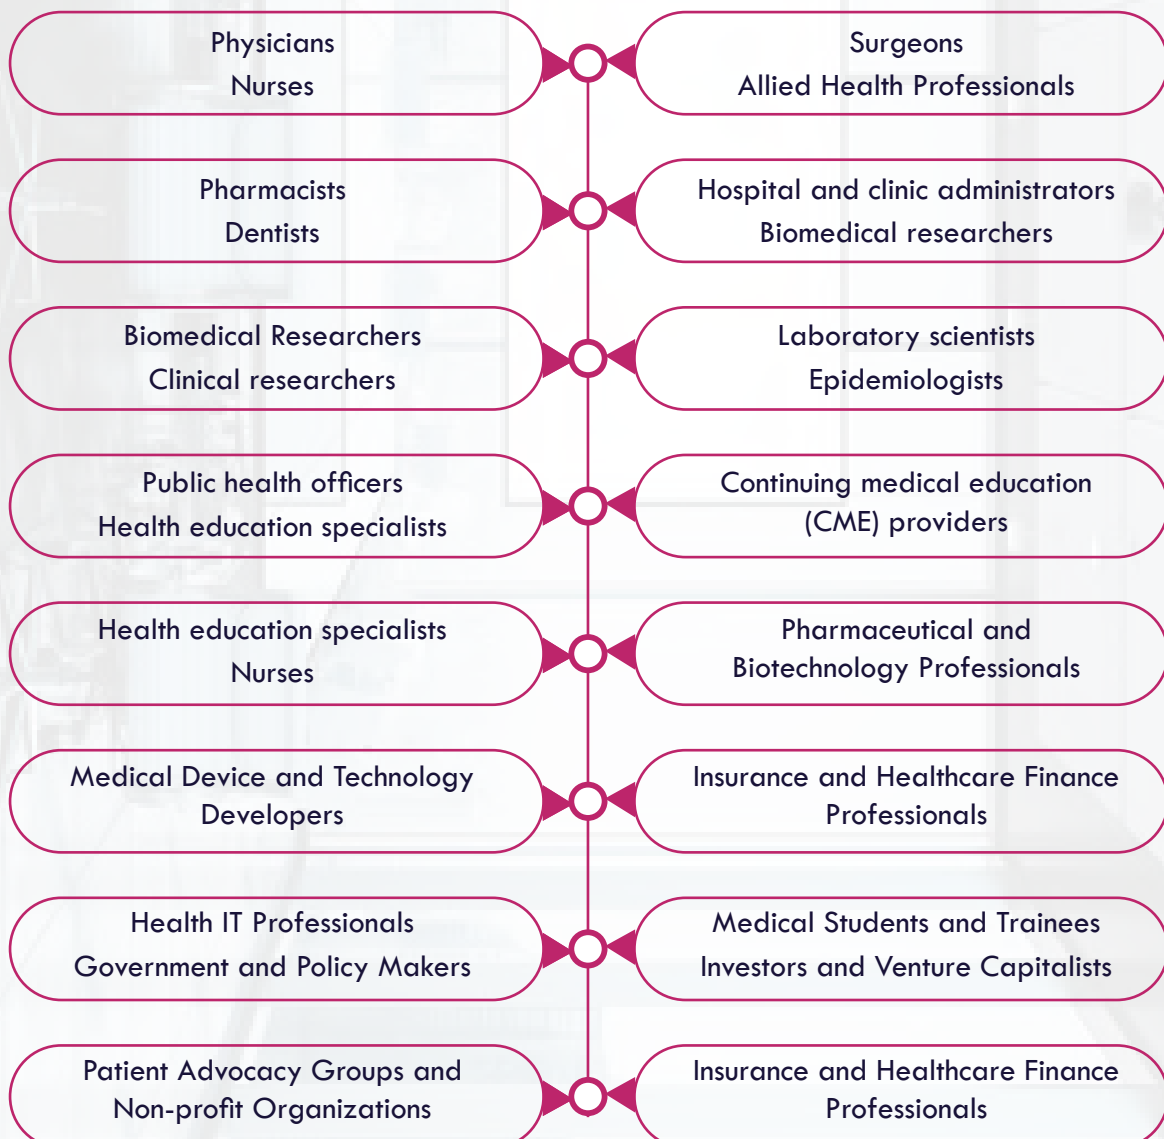 Physicians
Nurses
Surgeons
Allied Health Professionals
Pharmacists
Dentists
Hospital and clinic administrators
Biomedical researchers
Biomedical Researchers
Clinical researchers
Laboratory scientists
Epidemiologists
Public health officers
Health education specialists
Continuing medical education
(CME) providers
Health education specialists
Nurses
Pharmaceutical and
Biotechnology Professionals
Medical Device and Technology
Developers
Insurance and Healthcare Finance
Professionals
Health IT Professionals
Government and Policy Makers
Medical Students and Trainees
Investors and Venture Capitalists
Patient Advocacy Groups and
Non-profit Organizations
Insurance and Healthcare Finance
Professionals